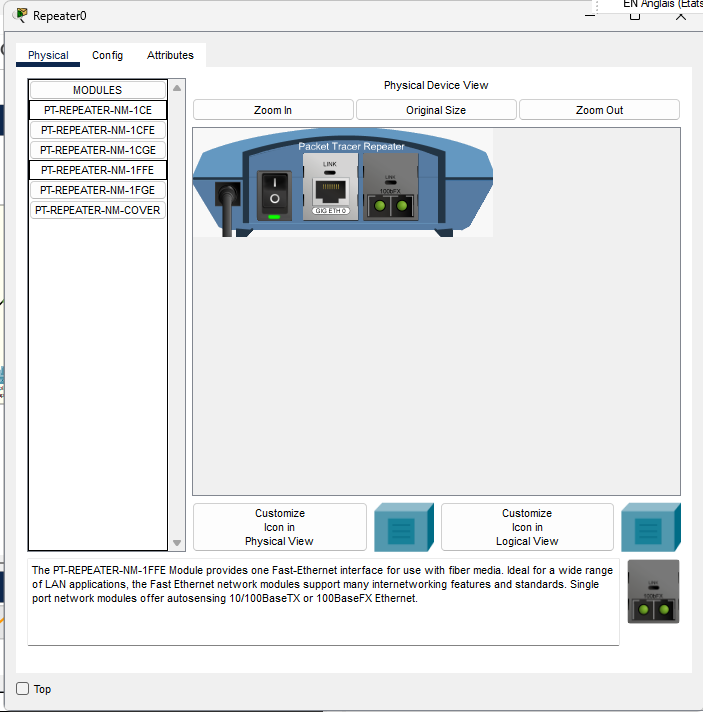 EN Anglais (États
Repeater0
Physical
Config
Attributes
MODULES
PT-REPEATER-NM-1CE
PT-REPEATER-NM-1CFE
PT-REPEATER-NM-1CGE
PT-REPEATER-NM-1FFE
PT-REPEATER-NM-1FGE
PT-REPEATER-NM-COVER
Physical Device View
Zoom In
Original Size
Zoom Out
Packet Tracer Repeater
LINK
GIG ETH 0
LINK
100bFX
Customize
Icon in
Physical View
Customize
Icon in
Logical View
The PT-REPEATER-NM-1FFE Module provides one Fast-Ethernet interface for use with fiber media. Ideal for a wide range
of LAN applications, the Fast Ethernet network modules support many internetworking features and standards. Single
port network modules offer autosensing 10/100BaseTX or 100BaseFX Ethernet.
LINK
100bFX
Top